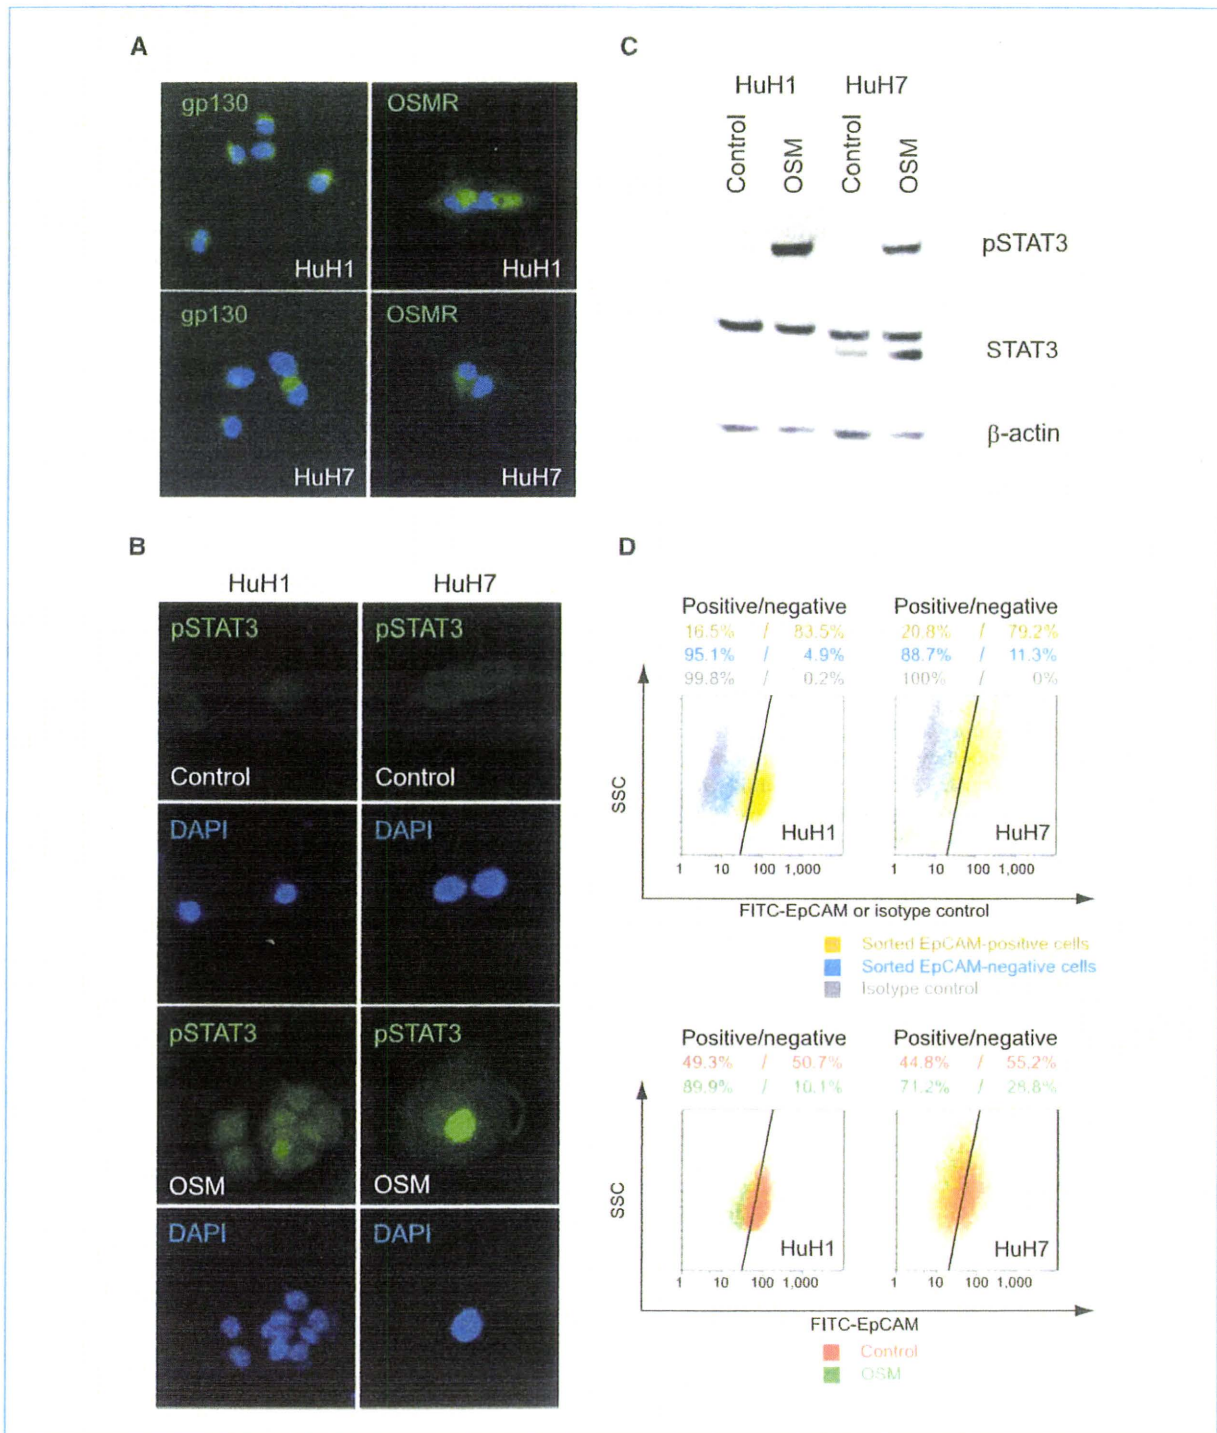 A
gp130
OSMR
HuH1
HuH1
gp130
OSMR
HuH7
HuH7
B
HuH1
HuH7
pSTAT3
pSTAT3
Control
Control
DAPI
DAPI
pSTAT3
pSTAT3
OSM
OSM
DAPI
DAPI
C
HuH1
HuH7
Control
OSM
Control
OSM
pSTAT3
STAT3
β-actin
D
Positive/negative
16.5% / 83.5%
95.1% / 4.9%
99.8% / 0.2%
Positive/negative
20.8% / 79.2%
88.7% / 11.3%
100% / 0%
SSC
HuH1
HuH7
1 10 100 1,000
1 10 100 1,000
FITC-EpCAM or isotype control
Sorted EpCAM-positive cells
Sorted EpCAM-negative cells
Isotype control
Positive/negative
49.3% / 50.7%
89.9% / 10.1%
Positive/negative
44.8% / 55.2%
71.2% / 28.8%
SSC
HuH1
HuH7
1 10 100 1,000
1 10 100 1,000
FITC-EpCAM
Control
OSM